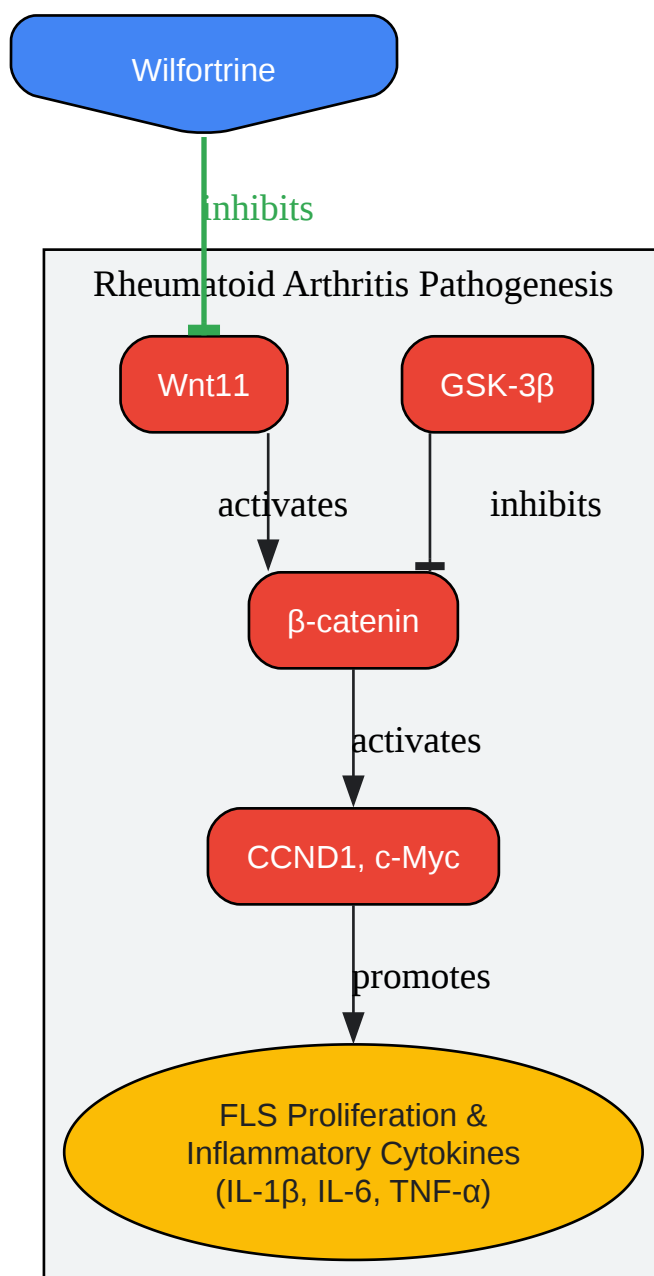 Wilfortrine
inhibits
Rheumatoid Arthritis Pathogenesis
Wnt11
GSK-3β
activates
inhibits
β-catenin
activates
CCND1, c-Myc
promotes
FLS Proliferation &
Inflammatory Cytokines
(IL-1β, IL-6, TNF-α)